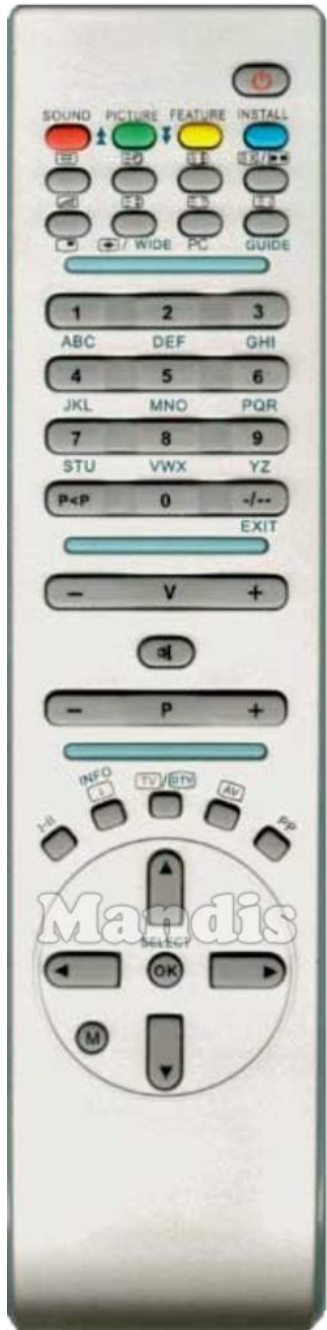 SOUND PICTURE FEATURE INSTALL
/ WIDE PC GUIDE
1 2 3
ABC DEF GHI
4 5 6
JKL MNO PQR
7 8 9
STU VWX YZ
P<P 0 -/--
EXIT
- V +
- P +
INFO TV/DTV AV
I-II i PP
Mandis
SELECT
OK
M